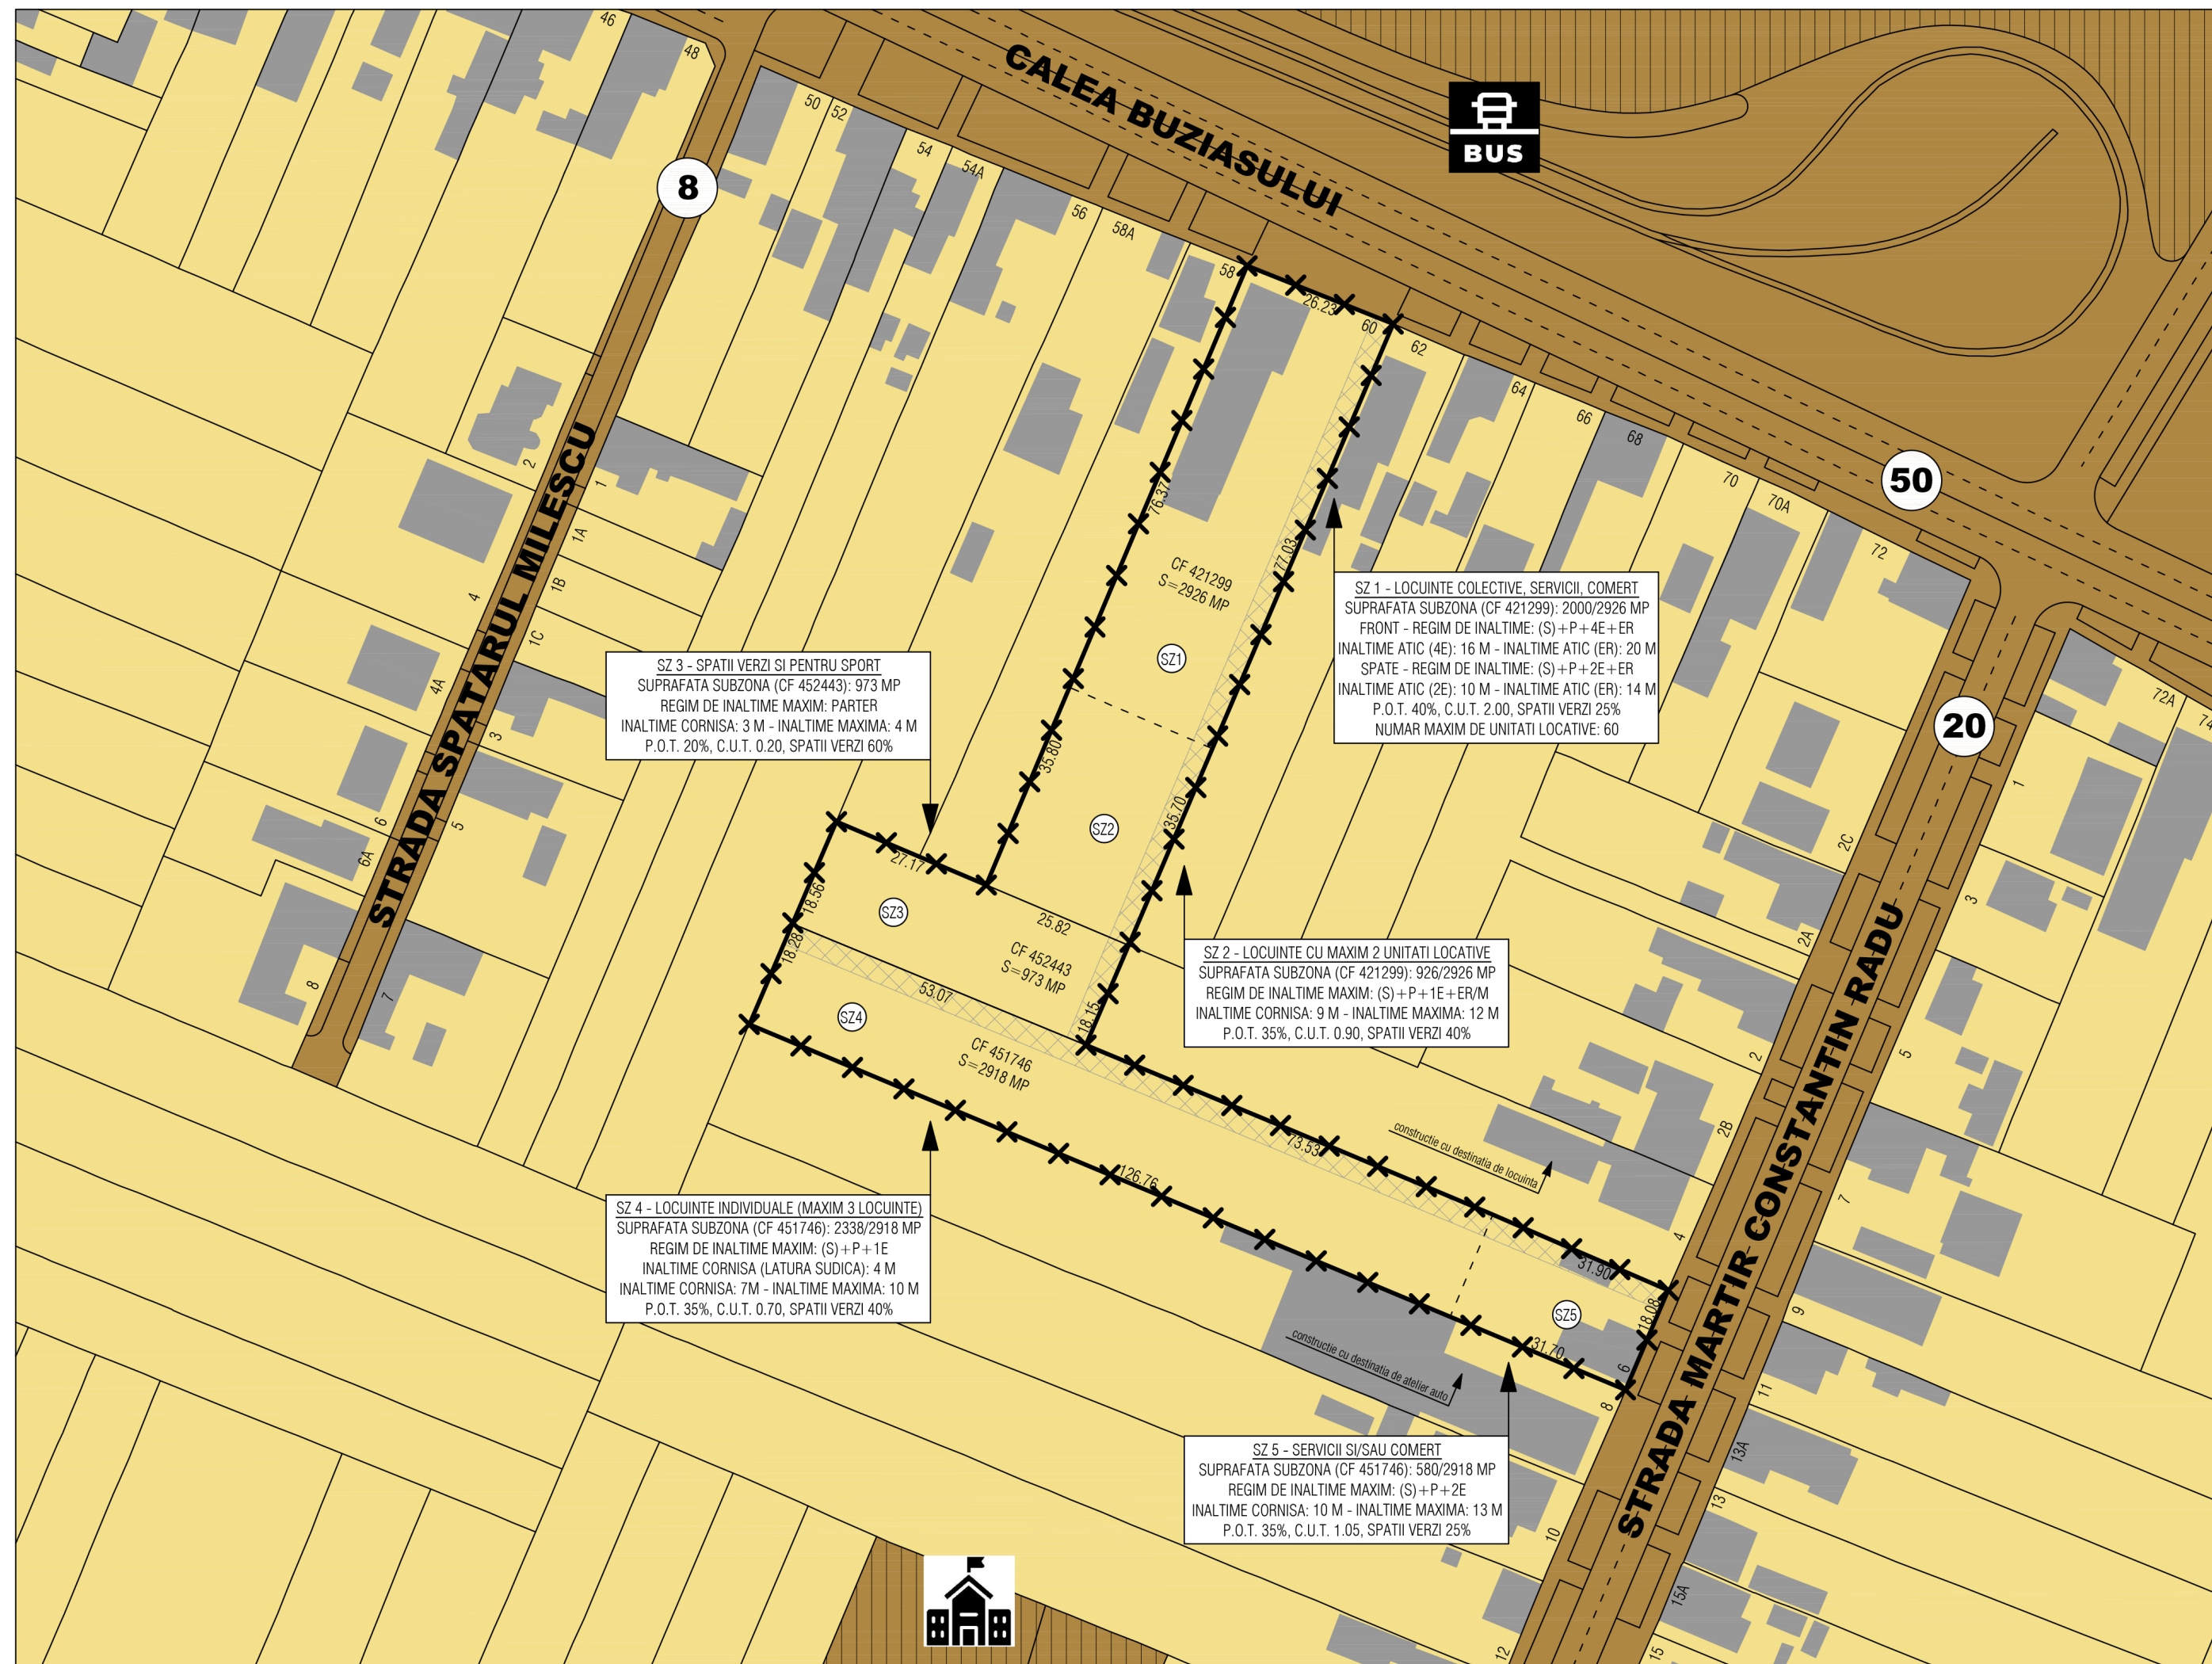 46
48
50
52
54
54A
56
58A
58
60
62
64
66
68
70
70A
72
72A
74
CALEA BUZIASULUI
BUS
8
50
20
STRADA SPATARUL MILESCU
STRADA MARTIR CONSTANTIN RADU
2
1
1A
1B
1C
4
4A
3
5
6
6A
8
7
26.23
76.37
77.03
35.80
35.70
27.17
18.56
18.28
25.82
53.07
18.15
73.53
126.76
31.90
18.08
31.70
CF 421299
S=2926 MP
SZ1
SZ2
SZ3
CF 452443
S=973 MP
SZ4
CF 451746
S=2918 MP
SZ5
SZ 1 - LOCUINTE COLECTIVE, SERVICII, COMERT
SUPRAFATA SUBZONA (CF 421299): 2000/2926 MP
FRONT - REGIM DE INALTIME: (S)+P+4E+ER
INALTIME ATIC (4E): 16 M - INALTIME ATIC (ER): 20 M
SPATE - REGIM DE INALTIME: (S)+P+2E+ER
INALTIME ATIC (2E): 10 M - INALTIME ATIC (ER): 14 M
P.O.T. 40%, C.U.T. 2.00, SPATII VERZI 25%
NUMAR MAXIM DE UNITATI LOCATIVE: 60
SZ 3 - SPATII VERZI SI PENTRU SPORT
SUPRAFATA SUBZONA (CF 452443): 973 MP
REGIM DE INALTIME MAXIM: PARTER
INALTIME CORNISA: 3 M - INALTIME MAXIMA: 4 M
P.O.T. 20%, C.U.T. 0.20, SPATII VERZI 60%
SZ 2 - LOCUINTE CU MAXIM 2 UNITATI LOCATIVE
SUPRAFATA SUBZONA (CF 421299): 926/2926 MP
REGIM DE INALTIME MAXIM: (S)+P+1E+ER/M
INALTIME CORNISA: 9 M - INALTIME MAXIMA: 12 M
P.O.T. 35%, C.U.T. 0.90, SPATII VERZI 40%
SZ 4 - LOCUINTE INDIVIDUALE (MAXIM 3 LOCUINTE)
SUPRAFATA SUBZONA (CF 451746): 2338/2918 MP
REGIM DE INALTIME MAXIM: (S)+P+1E
INALTIME CORNISA (LATURA SUDICA): 4 M
INALTIME CORNISA: 7M - INALTIME MAXIMA: 10 M
P.O.T. 35%, C.U.T. 0.70, SPATII VERZI 40%
SZ 5 - SERVICII SI/SAU COMERT
SUPRAFATA SUBZONA (CF 451746): 580/2918 MP
REGIM DE INALTIME MAXIM: (S)+P+2E
INALTIME CORNISA: 10 M - INALTIME MAXIMA: 13 M
P.O.T. 35%, C.U.T. 1.05, SPATII VERZI 25%
constructie cu destinatia de locuinta
constructie cu destinatia de atelier auto
2C
2A
2
2B
4
6
8
10
12
1
3
5
7
9
11
13A
13
15A
15